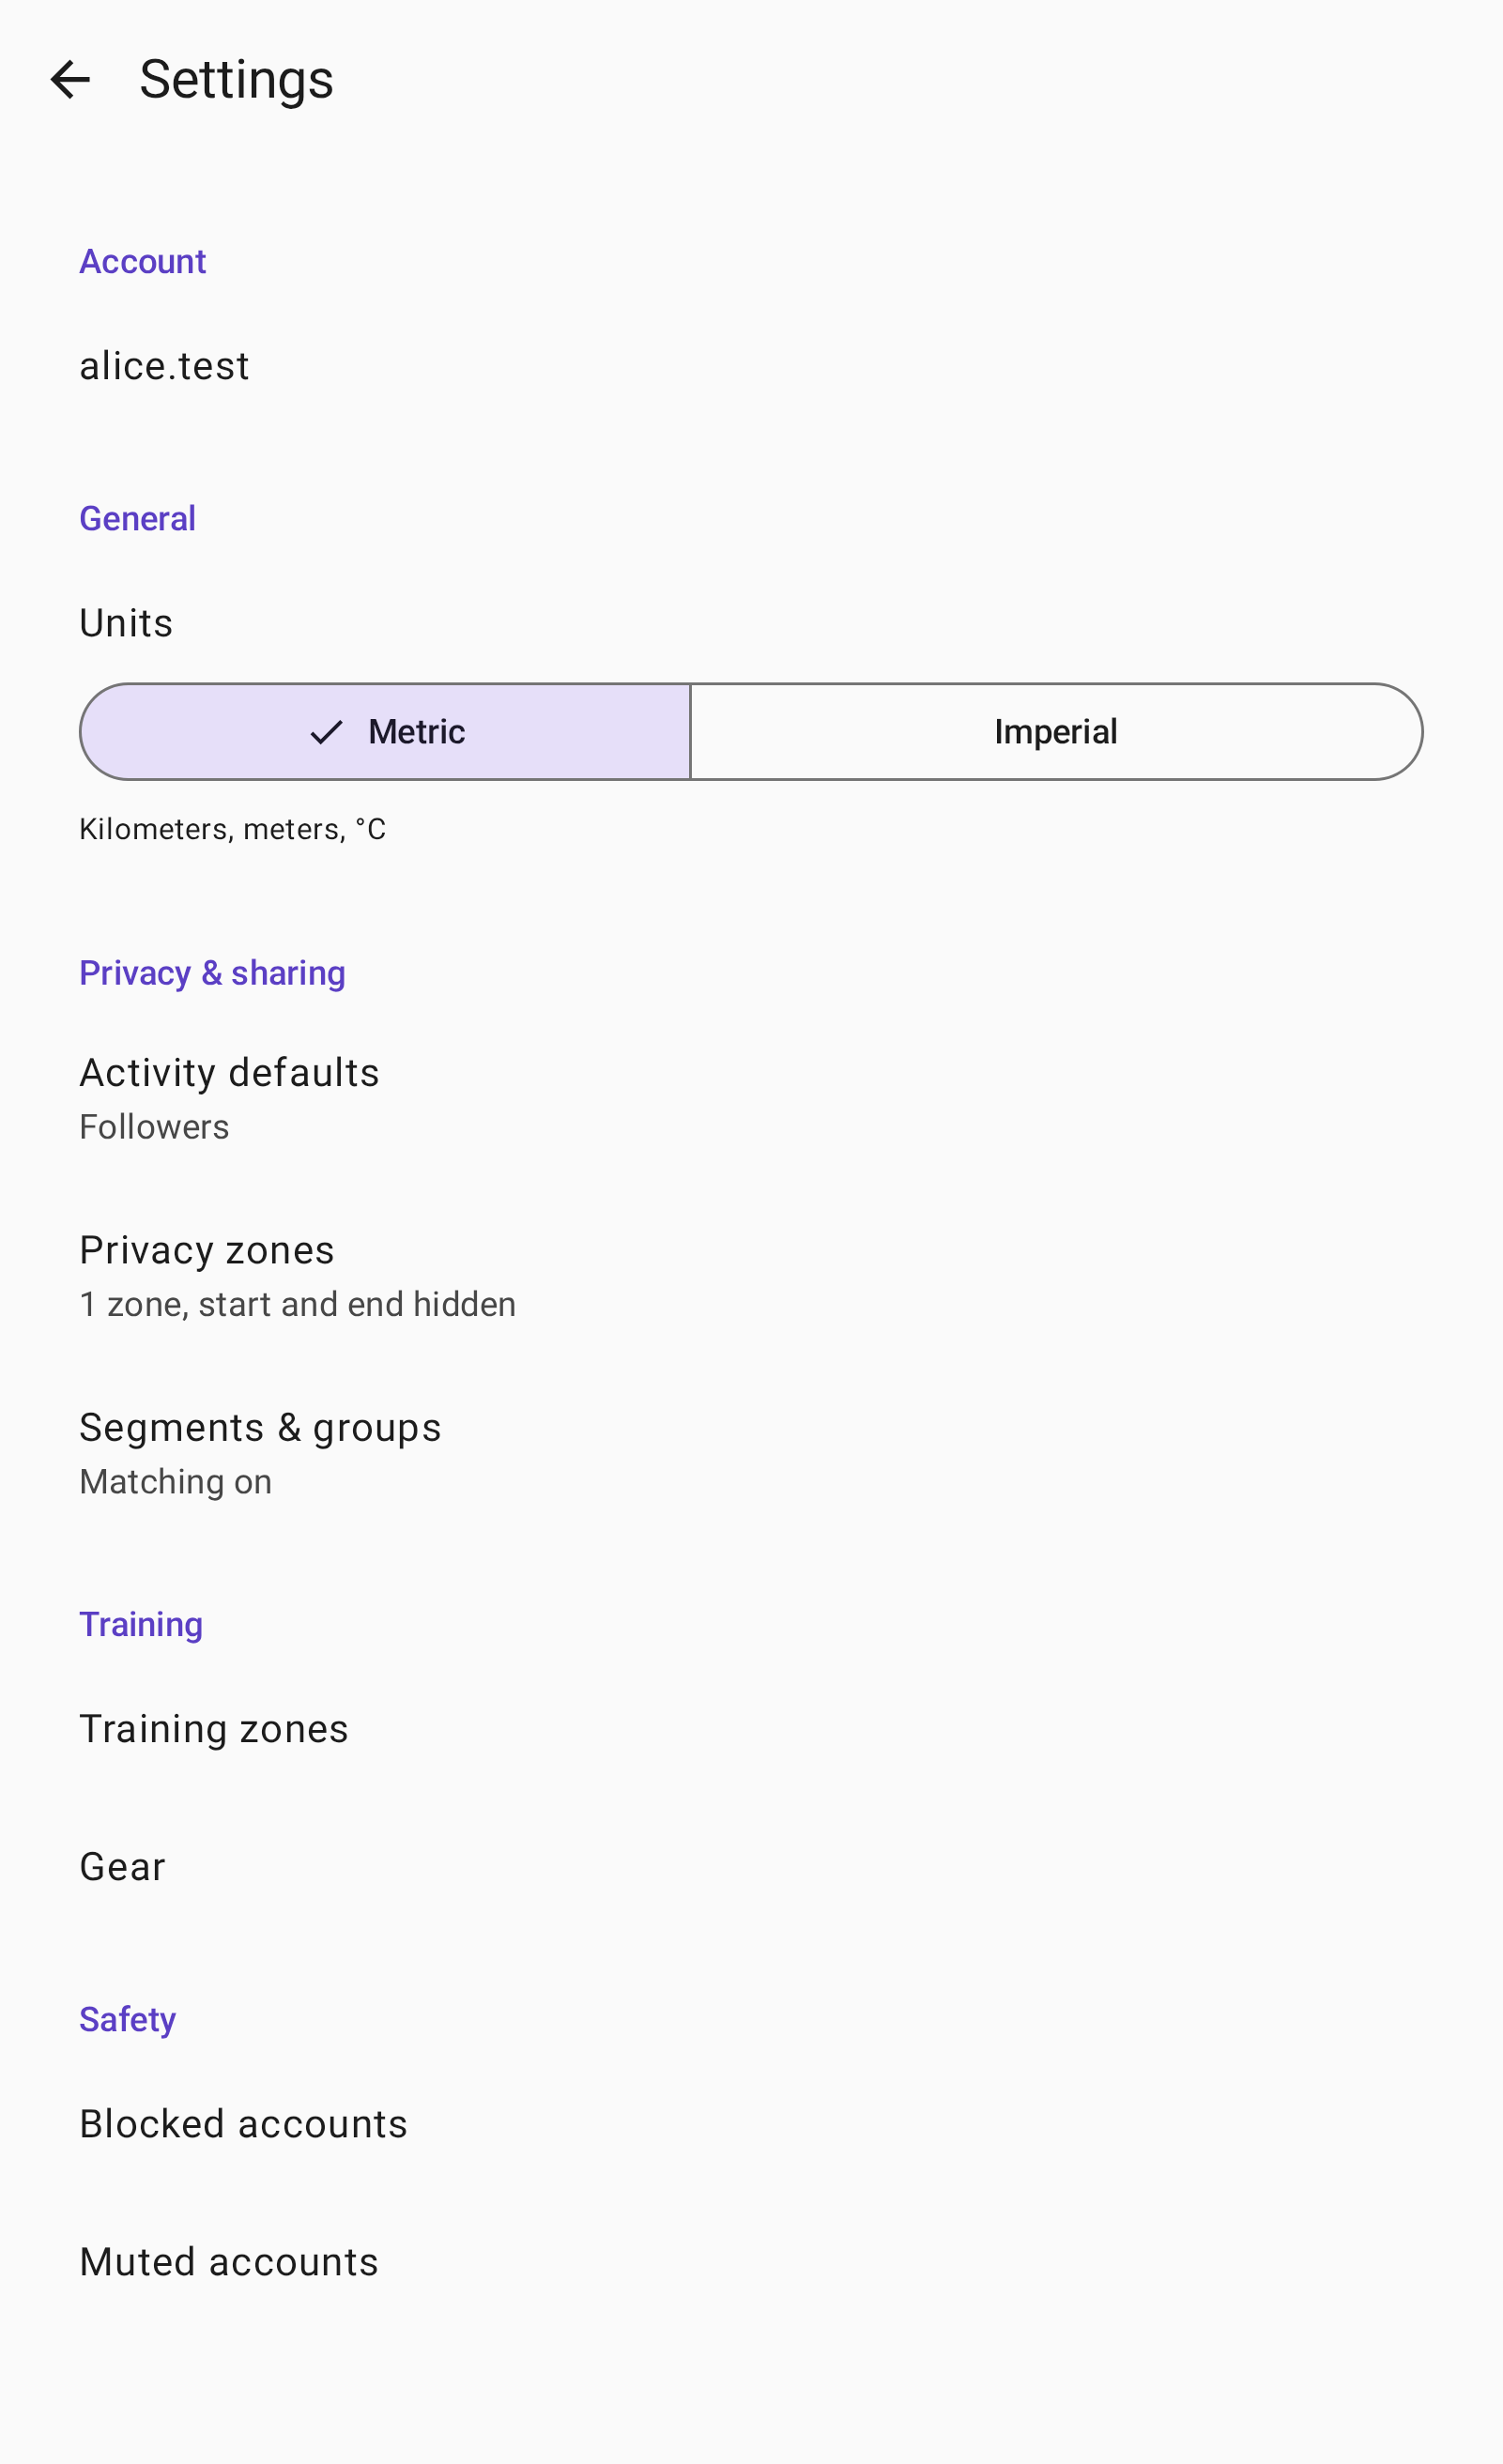 Settings
Account
alice.test
General
Units
Metric
Imperial
Kilometers, meters, °C
Privacy & sharing
Activity defaults
Followers
Privacy zones
1 zone, start and end hidden
Segments & groups
Matching on
Training
Training zones
Gear
Safety
Blocked accounts
Muted accounts